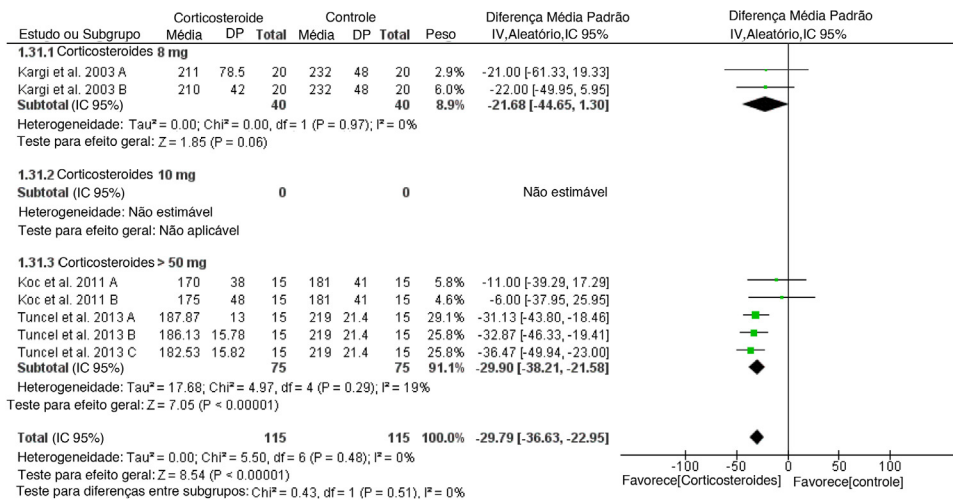 Corticosteroide Controle Diferença Média Padrão Diferença Média Padrão
Estudo ou Subgrupo Média DP Total Média DP Total Peso IV,Aleatório,IC 95% IV,Aleatório,IC 95%
1.31.1 Corticosteroides 8 mg
Kargi et al. 2003 A 211 78.5 20 232 48 20 2.9% -21.00 [-61.33, 19.33]
Kargi et al. 2003 B 210 42 20 232 48 20 6.0% -22.00 [-49.95, 5.95]
Subtotal (IC 95%) 40 40 8.9% -21.68 [-44.65, 1.30]
Heterogeneidade: Tau² = 0.00; Chi² = 0.00, df = 1 (P = 0.97); I² = 0%
Teste para efeito geral: Z = 1.85 (P = 0.06)
1.31.2 Corticosteroides 10 mg
Subtotal (IC 95%) 0 0 Não estimável
Heterogeneidade: Não estimável
Teste para efeito geral: Não aplicável
1.31.3 Corticosteroides > 50 mg
Koc et al. 2011 A 170 38 15 181 41 15 5.8% -11.00 [-39.29, 17.29]
Koc et al. 2011 B 175 48 15 181 41 15 4.6% -6.00 [-37.95, 25.95]
Tuncel et al. 2013 A 187.87 13 15 219 21.4 15 29.1% -31.13 [-43.80, -18.46]
Tuncel et al. 2013 B 186.13 15.78 15 219 21.4 15 25.8% -32.87 [-46.33, -19.41]
Tuncel et al. 2013 C 182.53 15.82 15 219 21.4 15 25.8% -36.47 [-49.94, -23.00]
Subtotal (IC 95%) 75 75 91.1% -29.90 [-38.21, -21.58]
Heterogeneidade: Tau² = 17.68; Chi² = 4.97, df = 4 (P = 0.29); I² = 19%
Teste para efeito geral: Z = 7.05 (P < 0.00001)
Total (IC 95%) 115 115 100.0% -29.79 [-36.63, -22.95]
Heterogeneidade: Tau² = 0.00; Chi² = 5.50, df = 6 (P = 0.48); I² = 0%
Teste para efeito geral: Z = 8.54 (P < 0.00001)
Teste para diferenças entre subgrupos: Chi² = 0.43, df = 1 (P = 0.51), I² = 0%
-100 -50 0 50 100
Favorece[Corticosteroides] Favorece[controle]